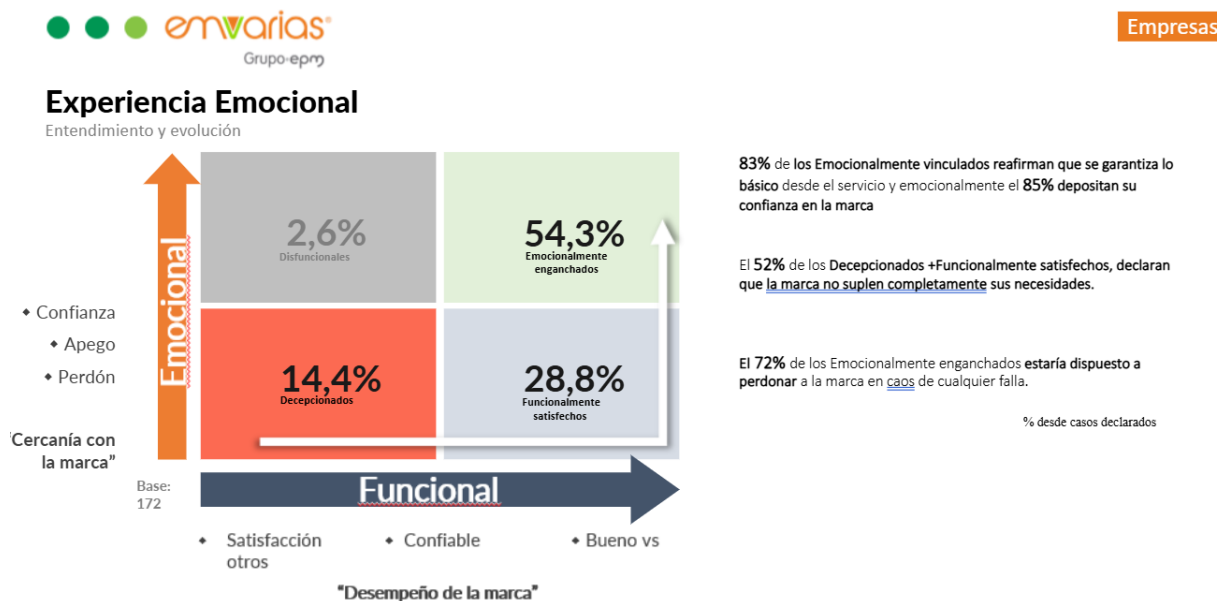 emvarias®
Grupo·epm
Empresas
Experiencia Emocional
Entendimiento y evolución
Emocional
2,6%
Disfuncionales
54,3%
Emocionalmente
enganchados
14,4%
Decepcionados
28,8%
Funcionalmente
satisfechos
◆ Confianza
◆ Apego
◆ Perdón
"Cercanía con
la marca”
Base:
172
Funcional
◆ Satisfacción
otros
◆ Confiable
◆ Bueno vs
“Desempeño de la marca”
83% de los Emocionalmente vinculados reafirman que se garantiza lo
básico desde el servicio y emocionalmente el 85% depositan su
confianza en la marca
El 52% de los Decepcionados +Funcionalmente satisfechos, declaran
que la marca no suplen completamente sus necesidades.
El 72% de los Emocionalmente enganchados estaría dispuesto a
perdonar a la marca en caos de cualquier falla.
% desde casos declarados